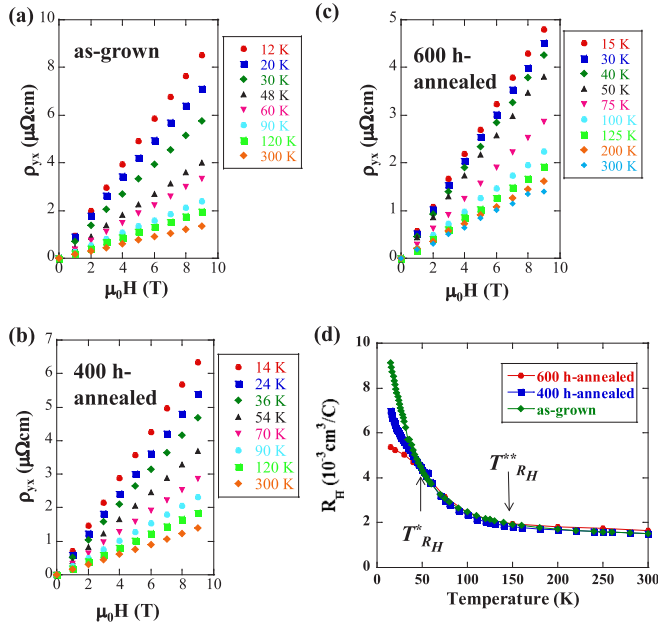 (a)
as-grown
12 K
20 K
30 K
48 K
60 K
90 K
120 K
300 K
ρyx (μΩcm)
10
8
6
4
2
0
0 2 4 6 8 10
μ₀H (T)
(c)
600 h-
annealed
15 K
30 K
40 K
50 K
75 K
100 K
125 K
200 K
300 K
ρyx (μΩcm)
5
4
3
2
1
0
0 2 4 6 8 10
μ₀H (T)
(b)
400 h-
annealed
14 K
24 K
36 K
54 K
70 K
90 K
120 K
300 K
ρyx (μΩcm)
7
6
5
4
3
2
1
0
0 2 4 6 8 10
μ₀H (T)
(d)
600 h-annealed
400 h-annealed
as-grown
T**R_H
T*R_H
R_H (10⁻³cm³/C)
10
8
6
4
2
0
0 50 100 150 200 250 300
Temperature (K)